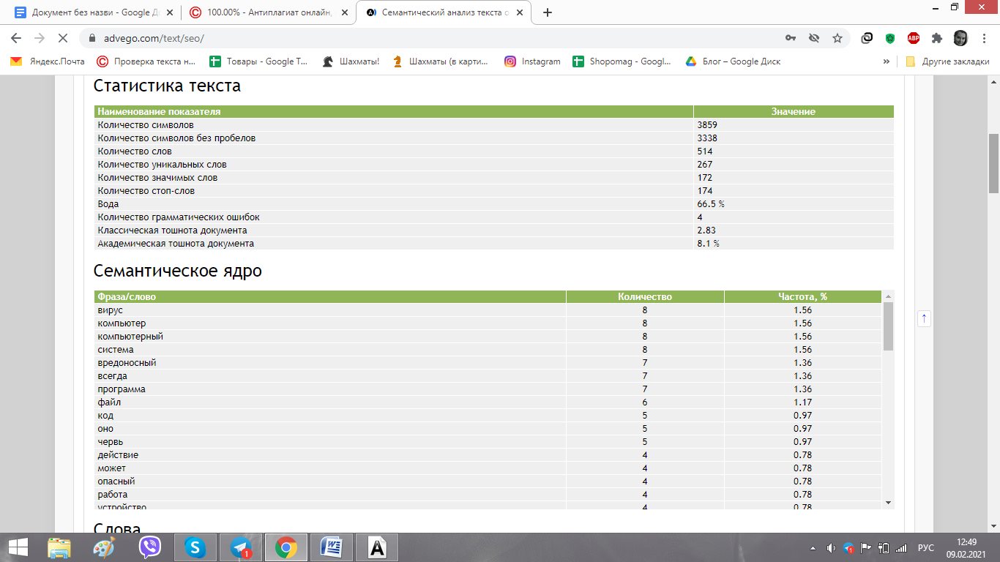 Документ без назви - Google Д
100.00% - Антиплагиат онлайн,
Семантический анализ текста о
advego.com/text/seo/
ABP
Яндекс.Почта
Проверка текста н...
Товары - Google Т...
Шахматы!
Шахматы (в карти...
Instagram
Shopomag - Googl...
Блог – Google Диск
»
Другие закладки
Статистика текста
Наименование показателя Значение
Количество символов 3859
Количество символов без пробелов 3338
Количество слов 514
Количество уникальных слов 267
Количество значимых слов 172
Количество стоп-слов 174
Вода 66.5 %
Количество грамматических ошибок 4
Классическая тошнота документа 2.83
Академическая тошнота документа 8.1 %
Семантическое ядро
Фраза/слово Количество Частота, %
вирус 8 1.56
компьютер 8 1.56
компьютерный 8 1.56
система 8 1.56
вредоносный 7 1.36
всегда 7 1.36
программа 7 1.36
файл 6 1.17
код 5 0.97
оно 5 0.97
червь 5 0.97
действие 4 0.78
может 4 0.78
опасный 4 0.78
работа 4 0.78
устройство 4 0.78
Слова
РУС
12:49
09.02.2021